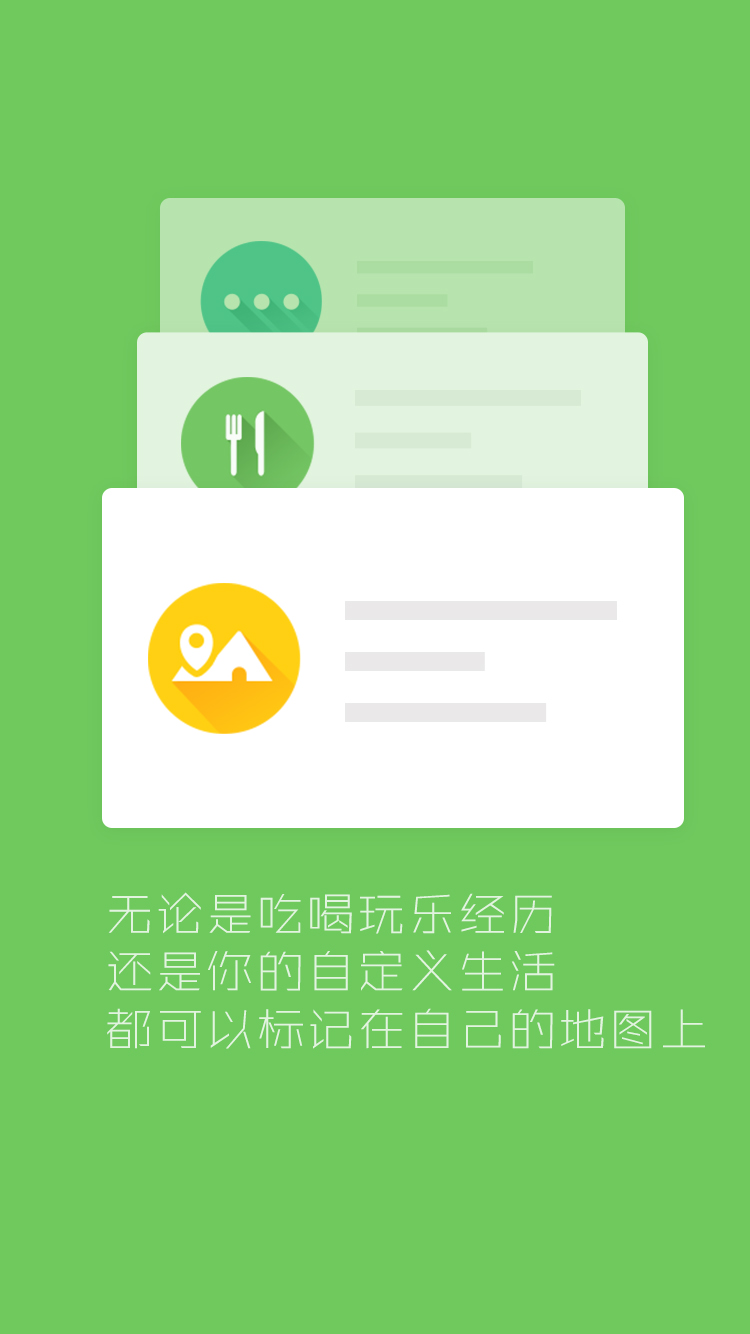 无论是吃喝玩乐经历
还是你的自定义生活
都可以标记在自己的地图上